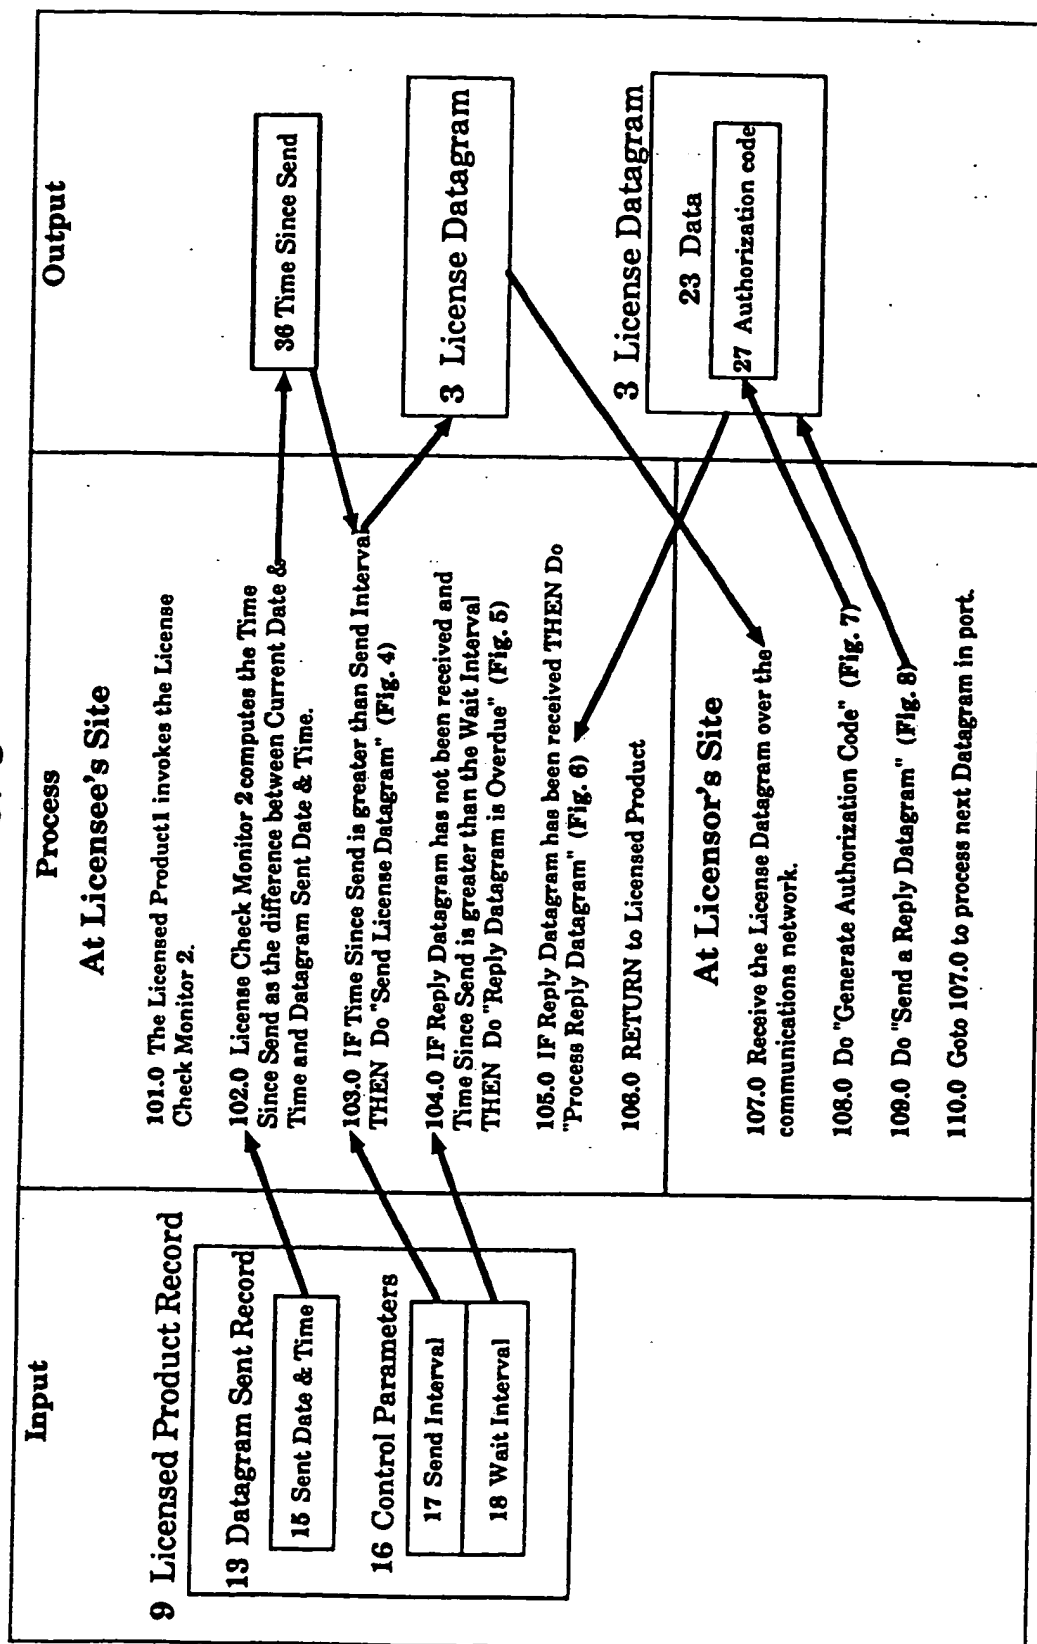 Input
9 Licensed Product Record
13 Datagram Sent Record
15 Sent Date & Time
16 Control Parameters
17 Send Interval
18 Wait Interval
Process
At Licensee's Site
101.0 The Licensed Product1 invokes the License
Check Monitor 2.
102.0 License Check Monitor 2 computes the Time
Since Send as the difference between Current Date &
Time and Datagram Sent Date & Time.
103.0 IF Time Since Send is greater than Send Interval
THEN Do "Send License Datagram" (Fig. 4)
104.0 IF Reply Datagram has not been received and
Time Since Send is greater than the Wait Interval
THEN Do "Reply Datagram is Overdue" (Fig. 5)
105.0 IF Reply Datagram has been received THEN Do
"Process Reply Datagram" (Fig. 6)
106.0 RETURN to Licensed Product
At Licensor's Site
107.0 Receive the License Datagram over the
communications network.
108.0 Do "Generate Authorization Code" (Fig. 7)
109.0 Do "Send a Reply Datagram" (Fig. 8)
110.0 Goto 107.0 to process next Datagram in port.
Output
36 Time Since Send
3 License Datagram
3 License Datagram
23 Data
27 Authorization code